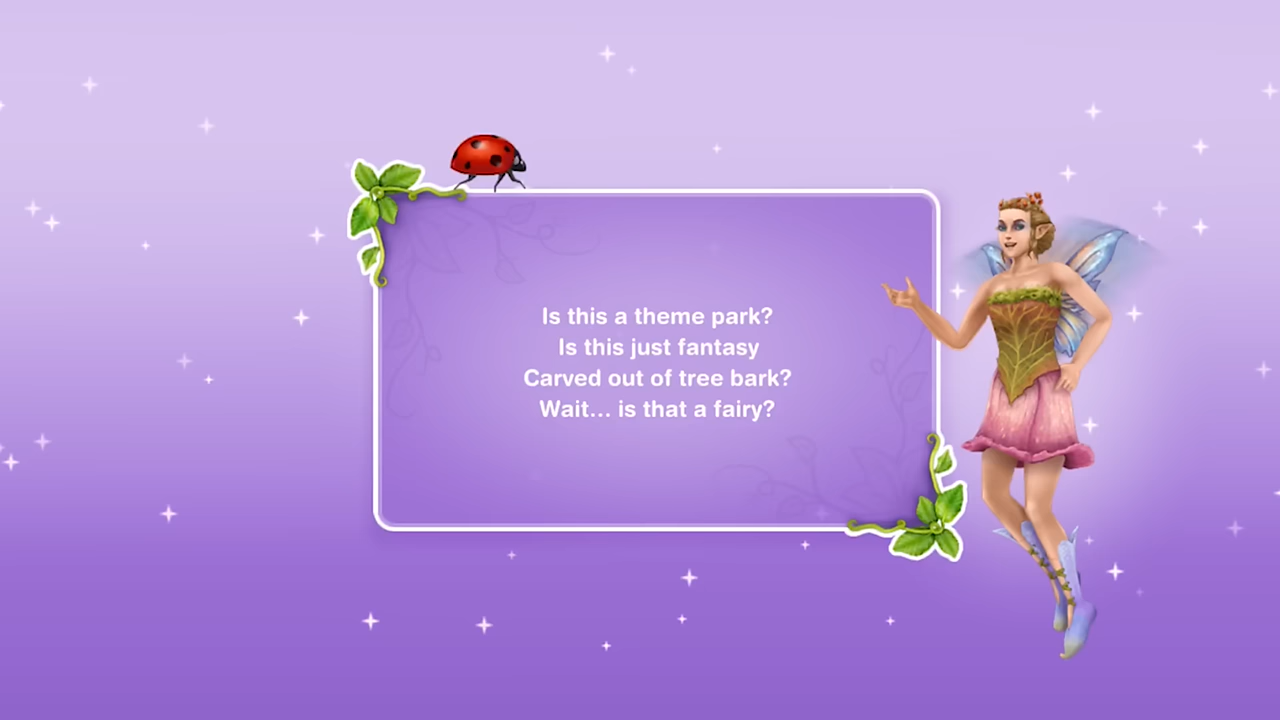 Is this a theme park?
Is this just fantasy
Carved out of tree bark?
Wait... is that a fairy?